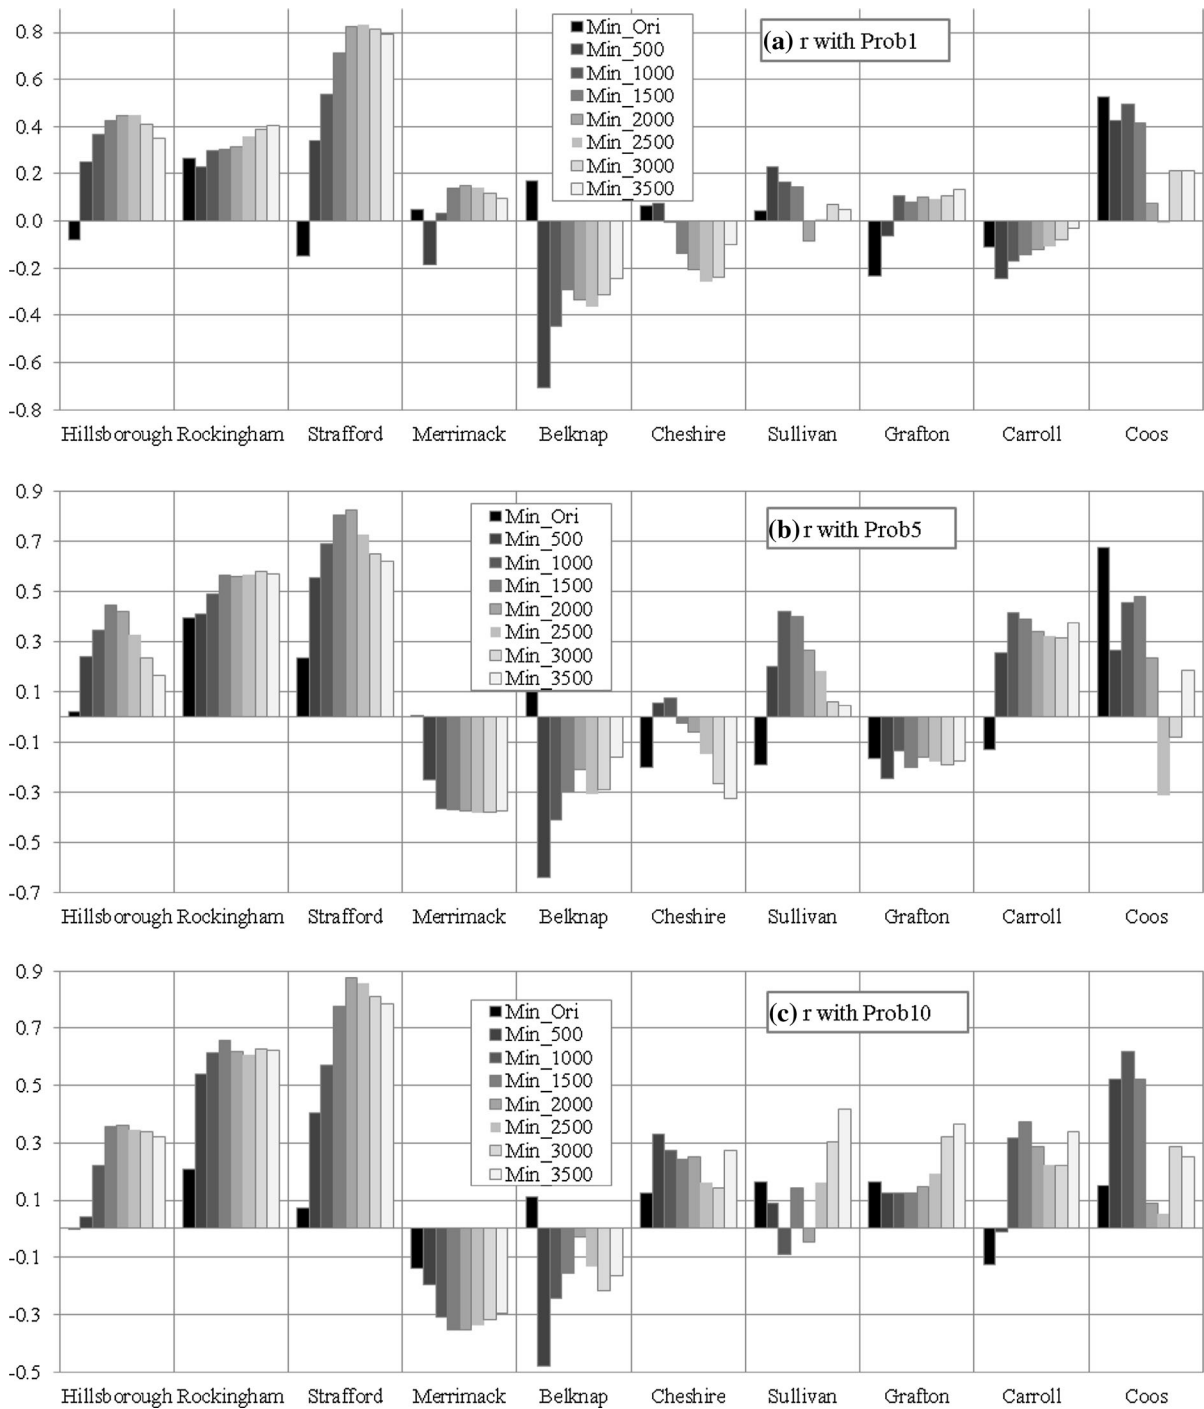 0.8
0.6
0.4
0.2
0.0
-0.2
-0.4
-0.6
-0.8
Min_Ori
Min_500
Min_1000
Min_1500
Min_2000
Min_2500
Min_3000
Min_3500
(a) r with Prob1
Hillsborough Rockingham Strafford Merrimack Belknap Cheshire Sullivan Grafton Carroll Coos
0.9
0.7
0.5
0.3
0.1
-0.1
-0.3
-0.5
-0.7
Min_Ori
Min_500
Min_1000
Min_1500
Min_2000
Min_2500
Min_3000
Min_3500
(b) r with Prob5
Hillsborough Rockingham Strafford Merrimack Belknap Cheshire Sullivan Grafton Carroll Coos
0.9
0.7
0.5
0.3
0.1
-0.1
-0.3
-0.5
Min_Ori
Min_500
Min_1000
Min_1500
Min_2000
Min_2500
Min_3000
Min_3500
(c) r with Prob10
Hillsborough Rockingham Strafford Merrimack Belknap Cheshire Sullivan Grafton Carroll Coos